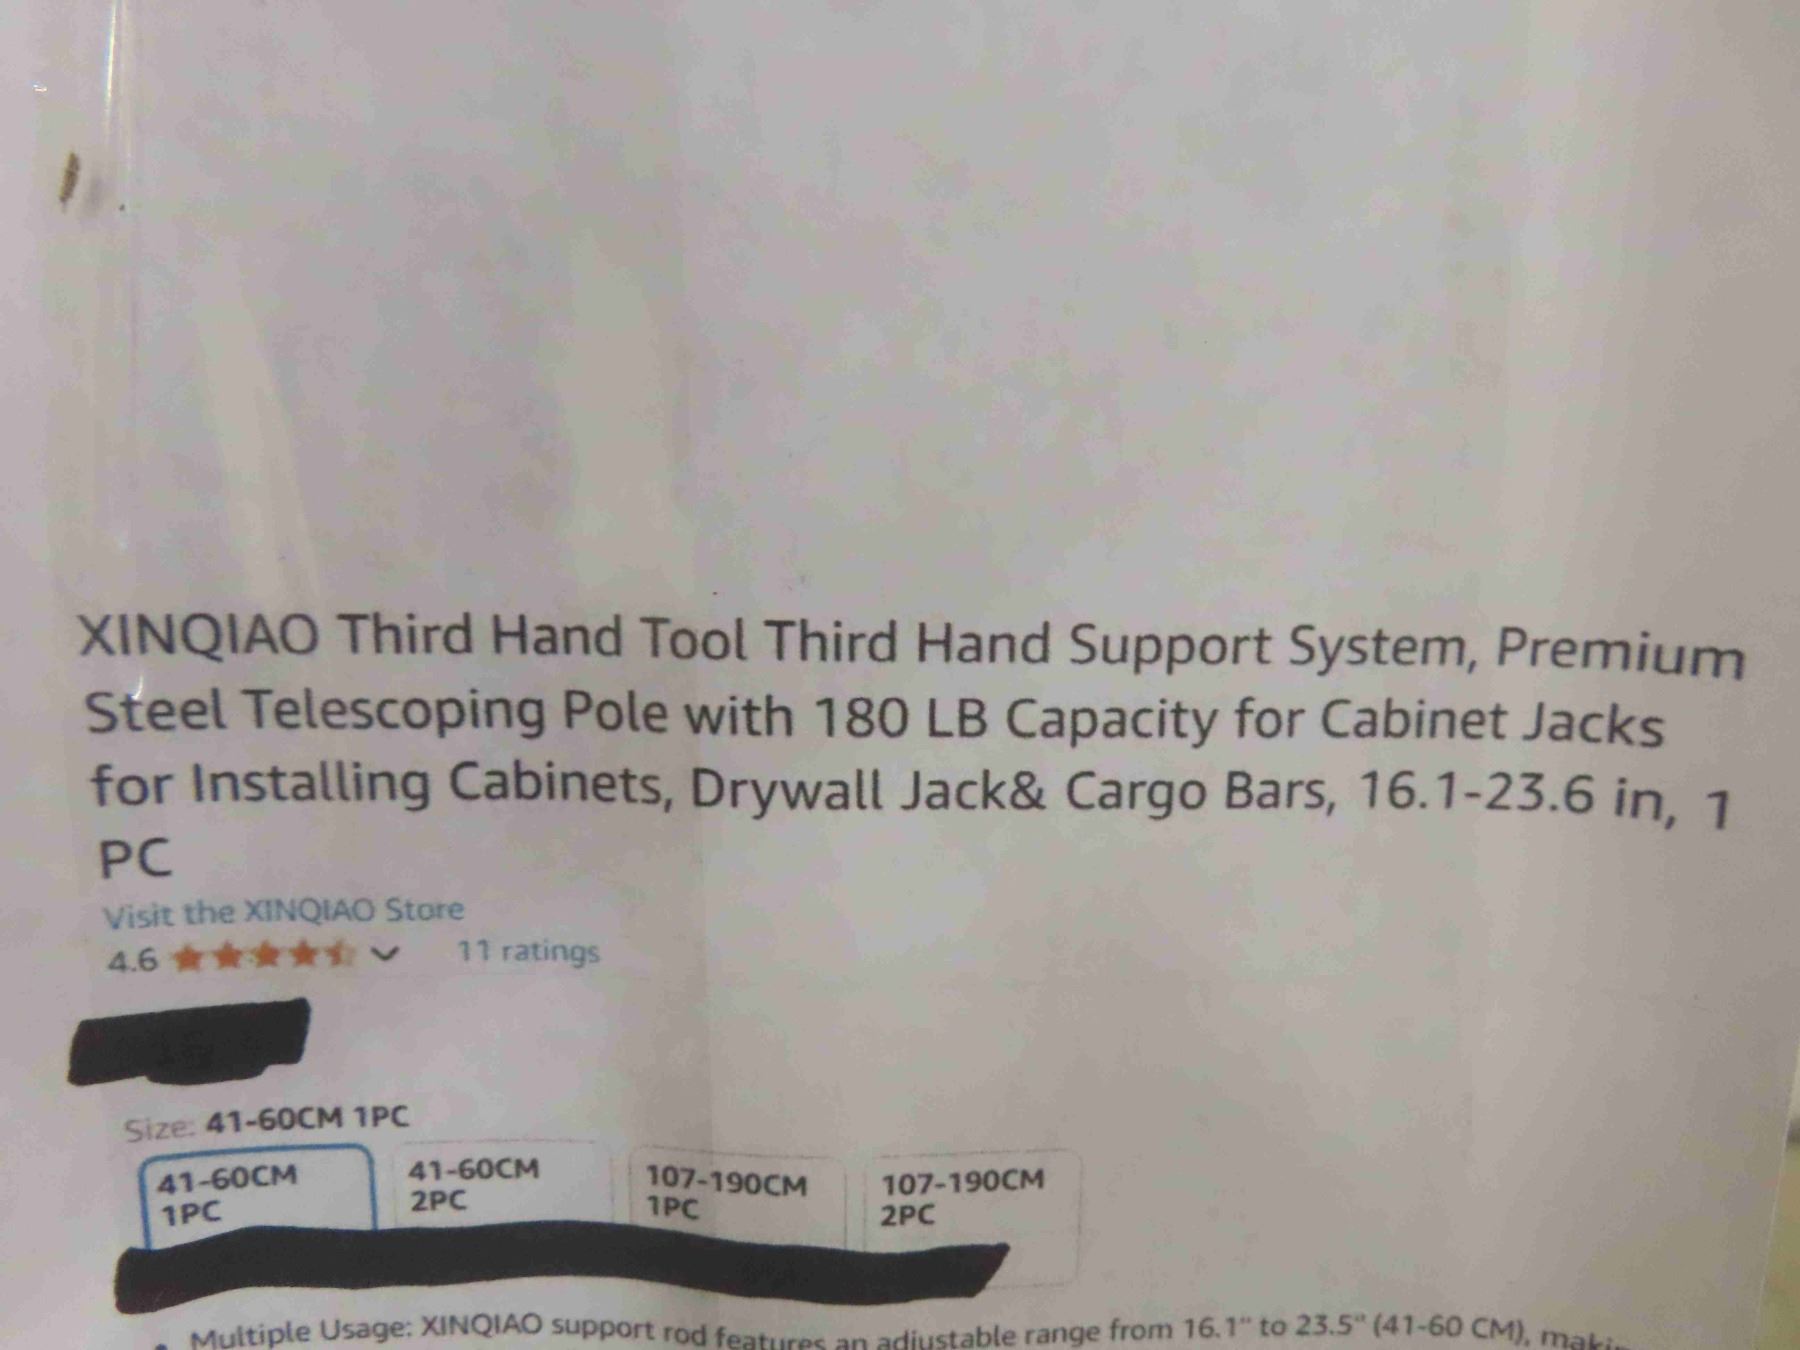 XINQIAO Third Hand Tool Third Hand Support System, Premium
Steel Telescoping Pole with 180 LB Capacity for Cabinet Jacks
for Installing Cabinets, Drywall Jack& Cargo Bars, 16.1-23.6 in, 1
PC
Visit the XINQIAO Store
4.6 11 ratings
Size: 41-60CM 1PC
41-60CM 41-60CM 107-190CM 107-190CM
1PC 2PC 1PC 2PC
Multiple Usage: XINQIAO support rod features an adjustable range from 16.1" to 23.5" (41-60 CM),